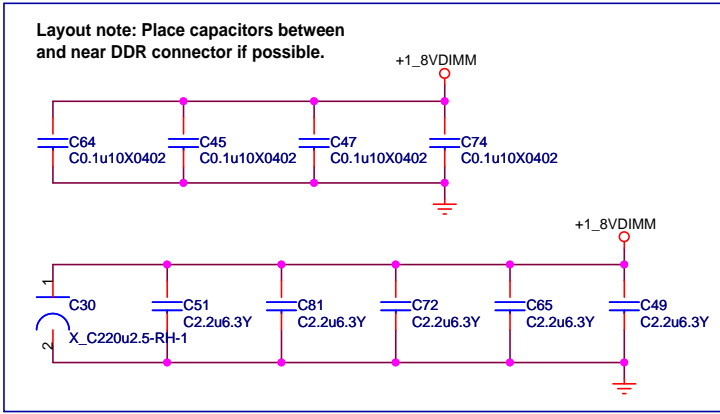 Layout note: Place capacitors between
and near DDR connector if possible.
+1_8VDIMM
C64 C45 C47 C74
C0.1u10X0402 C0.1u10X0402 C0.1u10X0402 C0.1u10X0402
+1_8VDIMM
1
C30 C51 C81 C72 C65 C49
C2.2u6.3Y C2.2u6.3Y C2.2u6.3Y C2.2u6.3Y C2.2u6.3Y
X_C220u2.5-RH-1
2